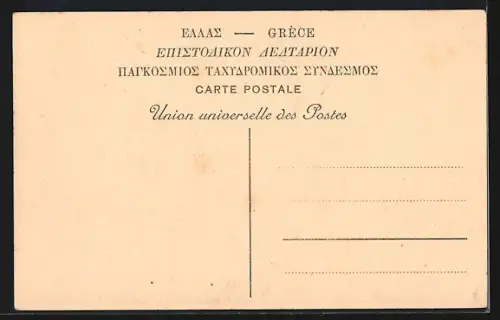 ΕΛΛΑΣ — GRÈCE
ΕΠΙΣΤΟΛΙΚΟΝ ΔΕΛΤΑΡΙΟΝ
ΠΑΓΚΟΣΜΙΟΣ ΤΑΧΥΔΡΟΜΙΚΟΣ ΣΥΝΔΕΣΜΟΣ
CARTE POSTALE
Union universelle des Postes